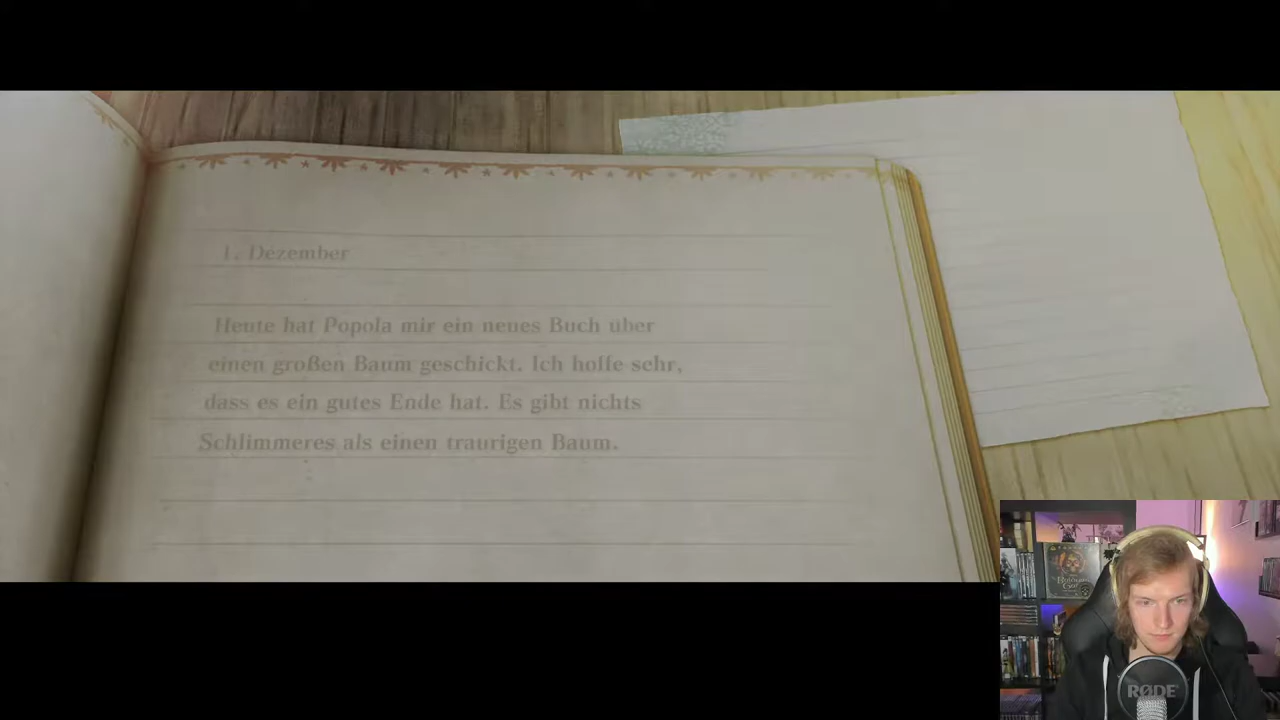 1. Dezember
Heute hat Popola mir ein neues Buch über
einen großen Baum geschickt. Ich hoffe sehr,
dass es ein gutes Ende hat. Es gibt nichts
Schlimmeres als einen traurigen Baum.
RØDE